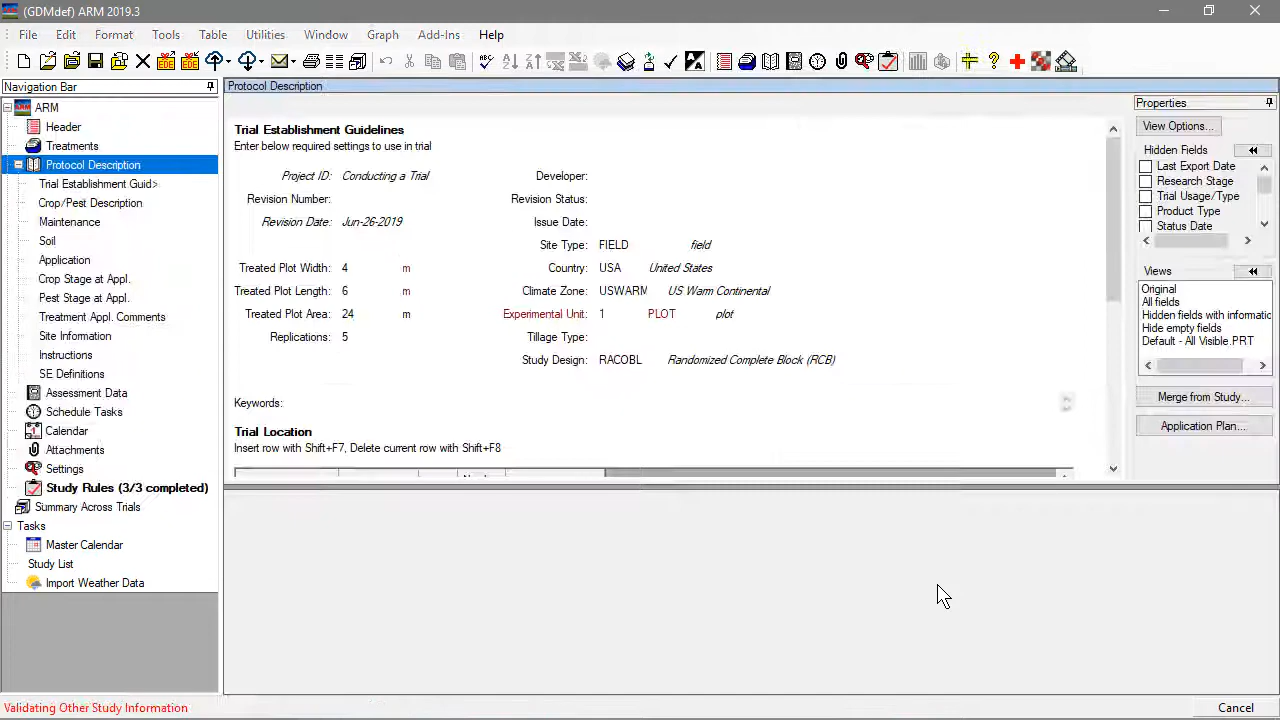 (GDMdef) ARM 2019.3
File Edit Format Tools Table Utilities Window Graph Add-Ins Help
Navigation Bar
ARM
Header
Treatments
Protocol Description
Trial Establishment Guid>
Crop/Pest Description
Maintenance
Soil
Application
Crop Stage at Appl.
Pest Stage at Appl.
Treatment Appl. Comments
Site Information
Instructions
SE Definitions
Assessment Data
Schedule Tasks
Calendar
Attachments
Settings
Study Rules (3/3 completed)
Summary Across Trials
Tasks
Master Calendar
Study List
Import Weather Data
Protocol Description
Trial Establishment Guidelines
Enter below required settings to use in trial
Project ID: Conducting a Trial Developer:
Revision Number: Revision Status:
Revision Date: Jun-26-2019 Issue Date:
Site Type: FIELD field
Treated Plot Width: 4 m Country: USA United States
Treated Plot Length: 6 m Climate Zone: USWARM US Warm Continental
Treated Plot Area: 24 m Experimental Unit: 1 PLOT plot
Replications: 5 Tillage Type:
Study Design: RACOBL Randomized Complete Block (RCB)
Keywords:
Trial Location
Insert row with Shift+F7, Delete current row with Shift+F8
Properties
View Options...
Hidden Fields
Last Export Date
Research Stage
Trial Usage/Type
Product Type
Status Date
Views
Original
All fields
Hidden fields with informatic
Hide empty fields
Default - All Visible.PRT
Merge from Study...
Application Plan...
Validating Other Study Information
Cancel